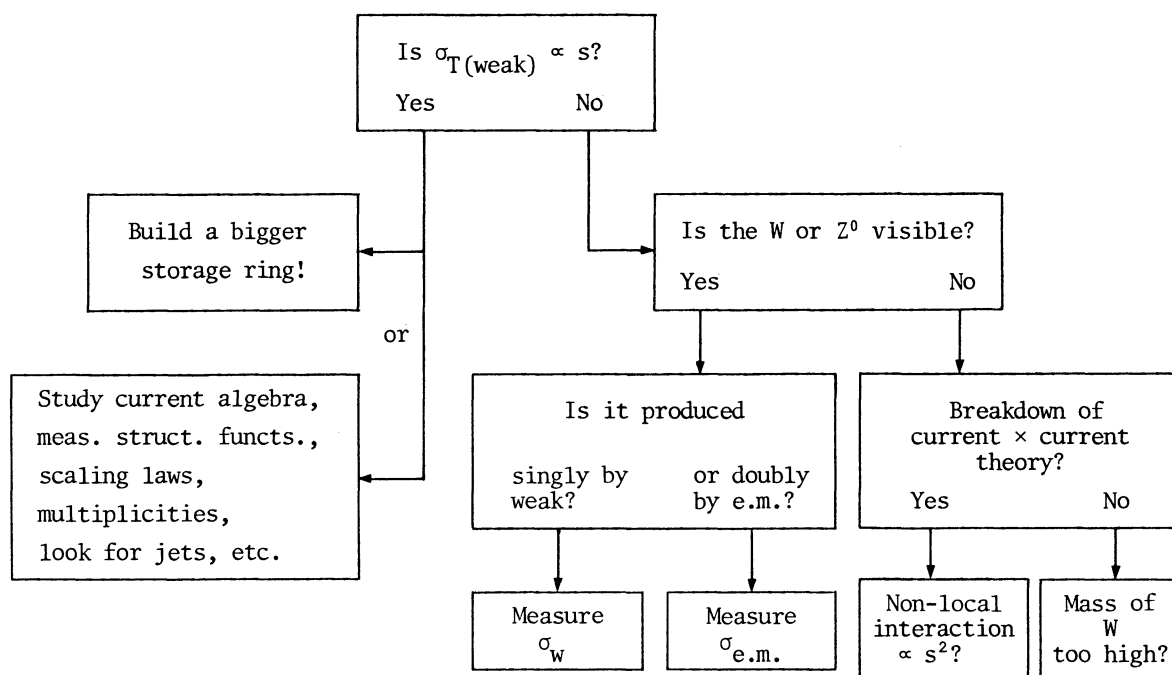 Is σT(weak) ∝ s?
Yes No
Build a bigger
storage ring!
or
Study current algebra,
meas. struct. functs.,
scaling laws,
multiplicities,
look for jets, etc.
Is the W or Z⁰ visible?
Yes No
Is it produced
singly by or doubly
weak? by e.m.?
Measure
σw
Measure
σe.m.
Breakdown of
current × current
theory?
Yes No
Non-local
interaction
∝ s²?
Mass of
W
too high?